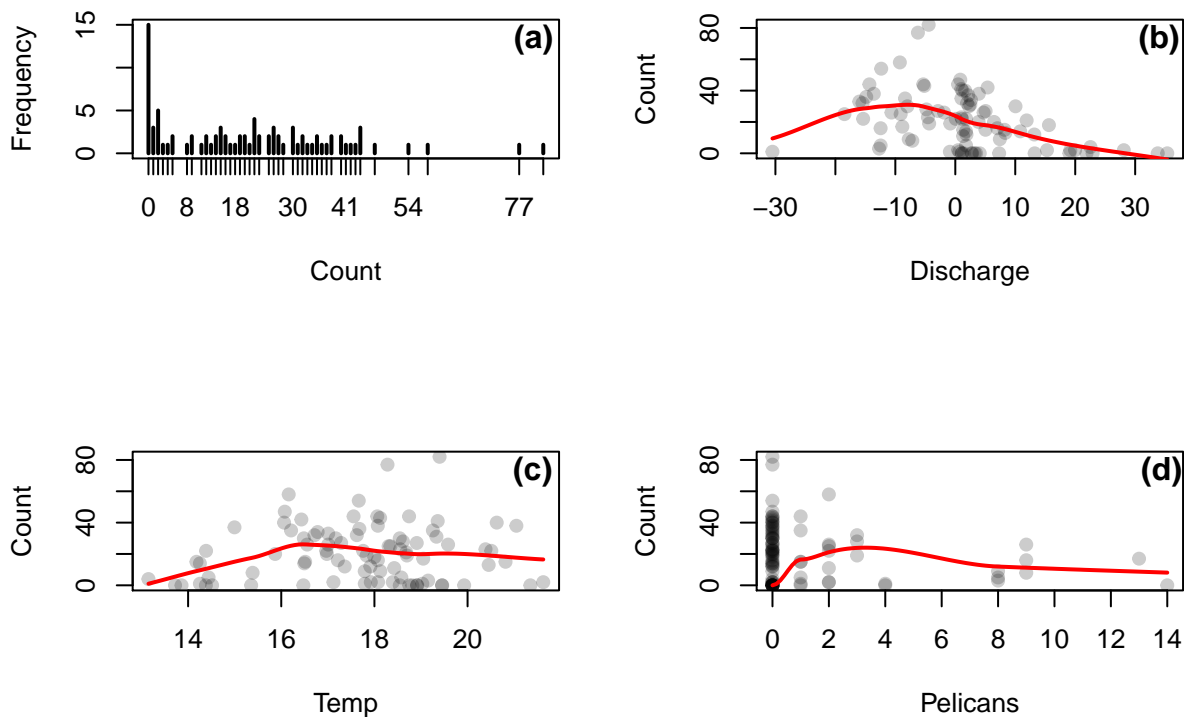 (a)
Frequency
15
5
0
0 8 18 30 41 54 77
Count
(b)
Count
80
40
0
−30 −10 0 10 20 30
Discharge
(c)
Count
80
40
0
14 16 18 20
Temp
(d)
Count
80
40
0
0 2 4 6 8 10 12 14
Pelicans